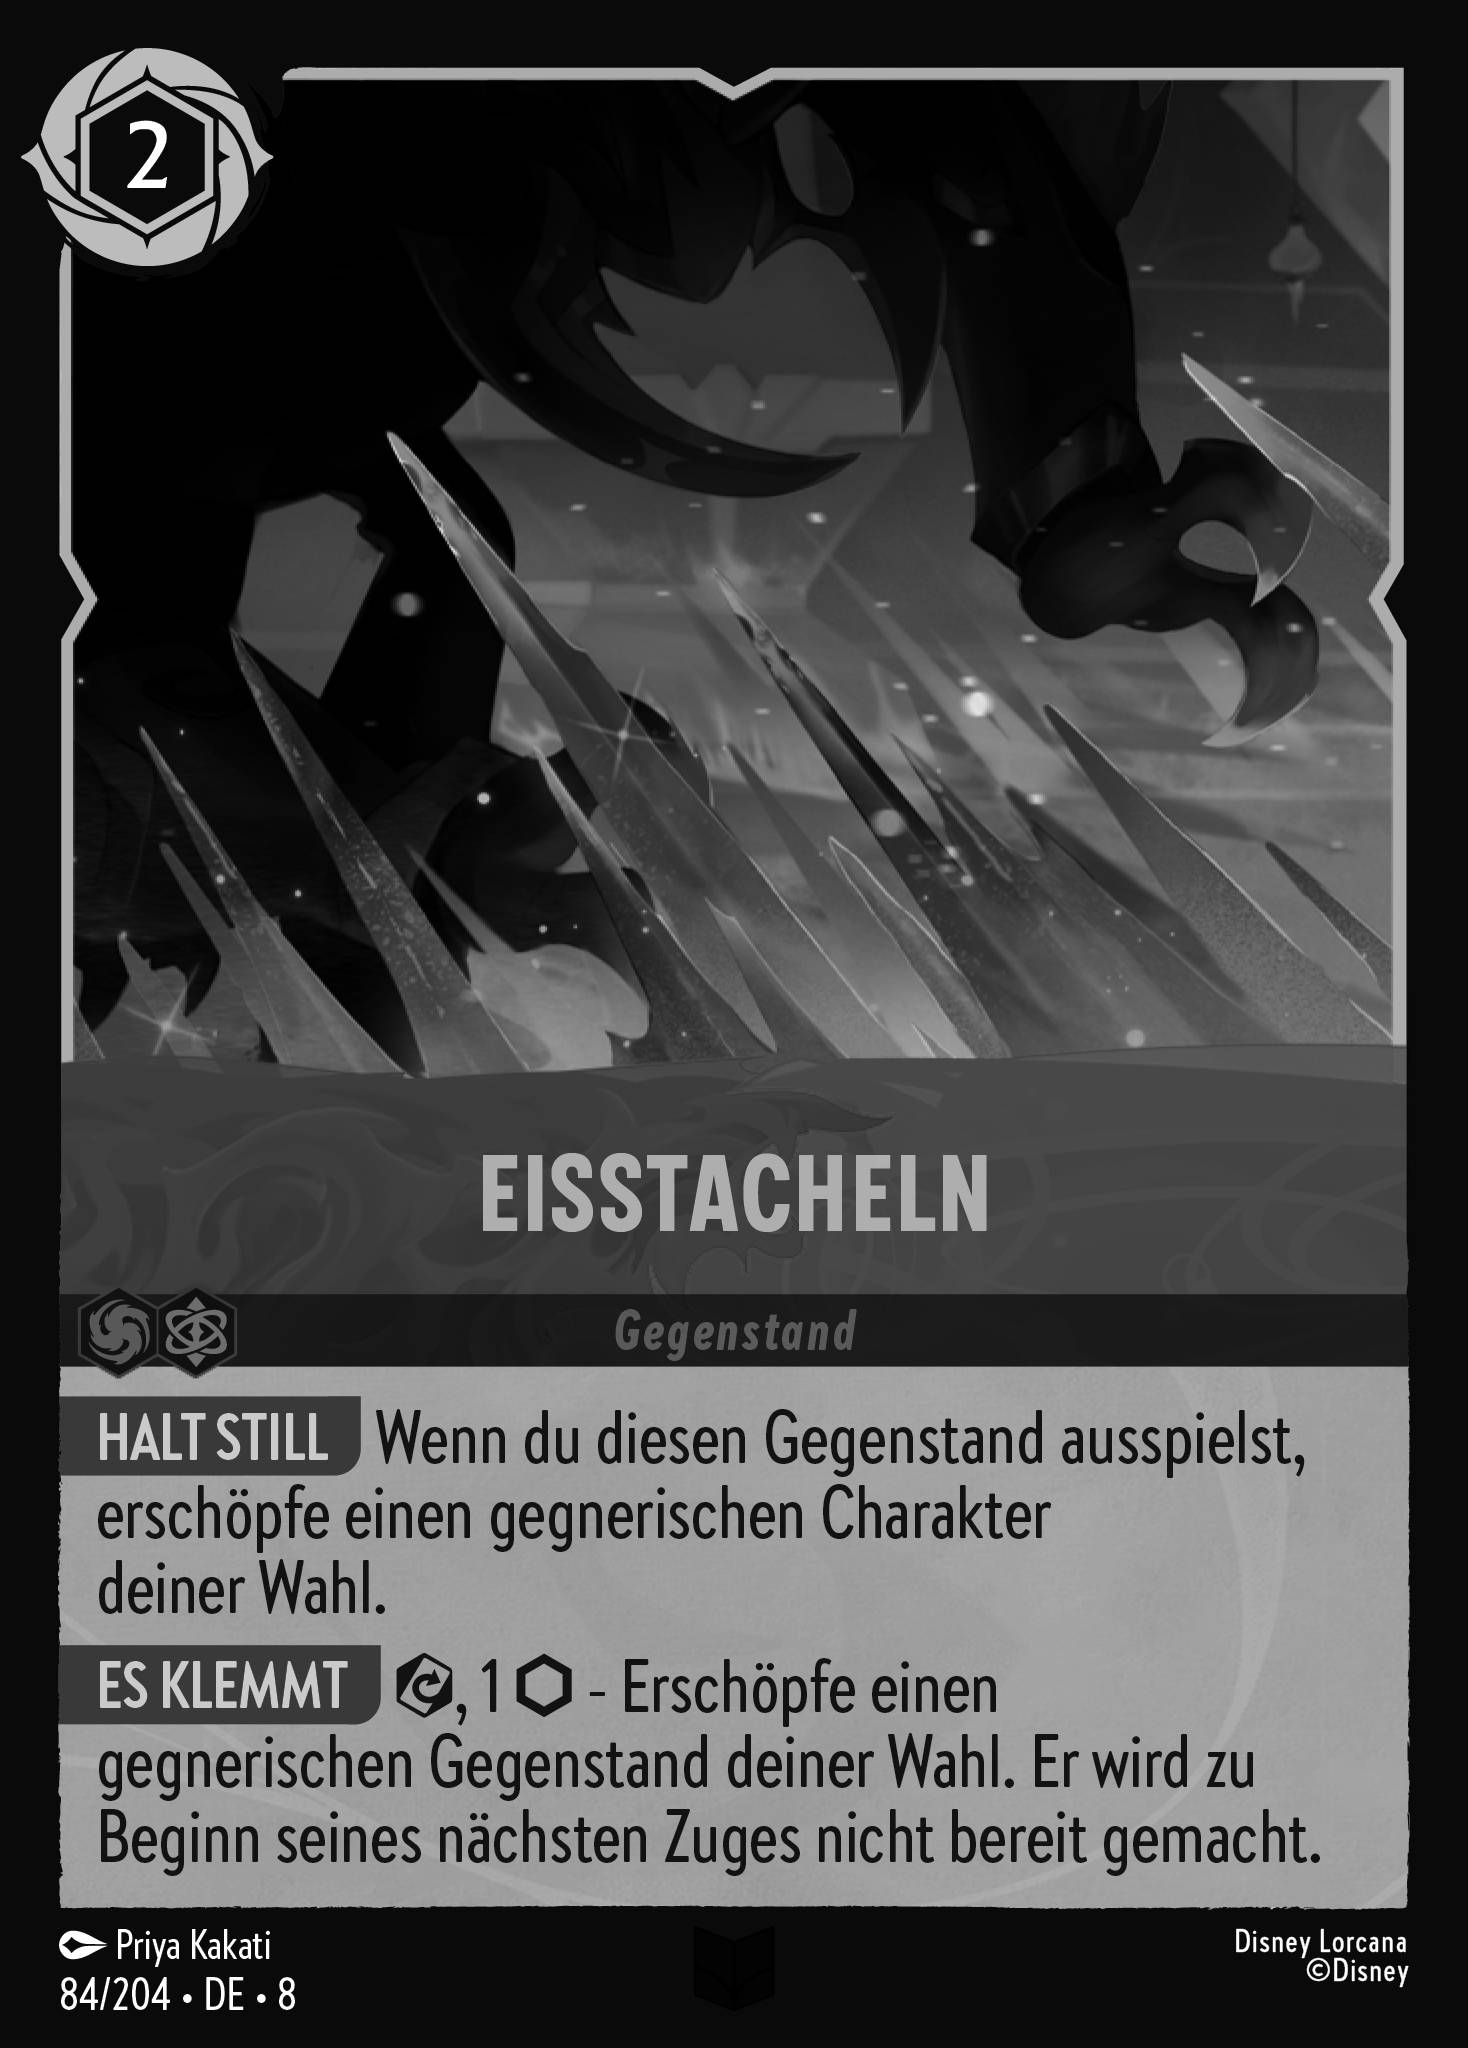 2
EISSTACHELN
Gegenstand
HALT STILL Wenn du diesen Gegenstand ausspielst,
erschöpfe einen gegnerischen Charakter
deiner Wahl.
ES KLEMMT , 1 - Erschöpfe einen
gegnerischen Gegenstand deiner Wahl. Er wird zu
Beginn seines nächsten Zuges nicht bereit gemacht.
Priya Kakati
84/204 • DE • 8
Disney Lorcana
©Disney